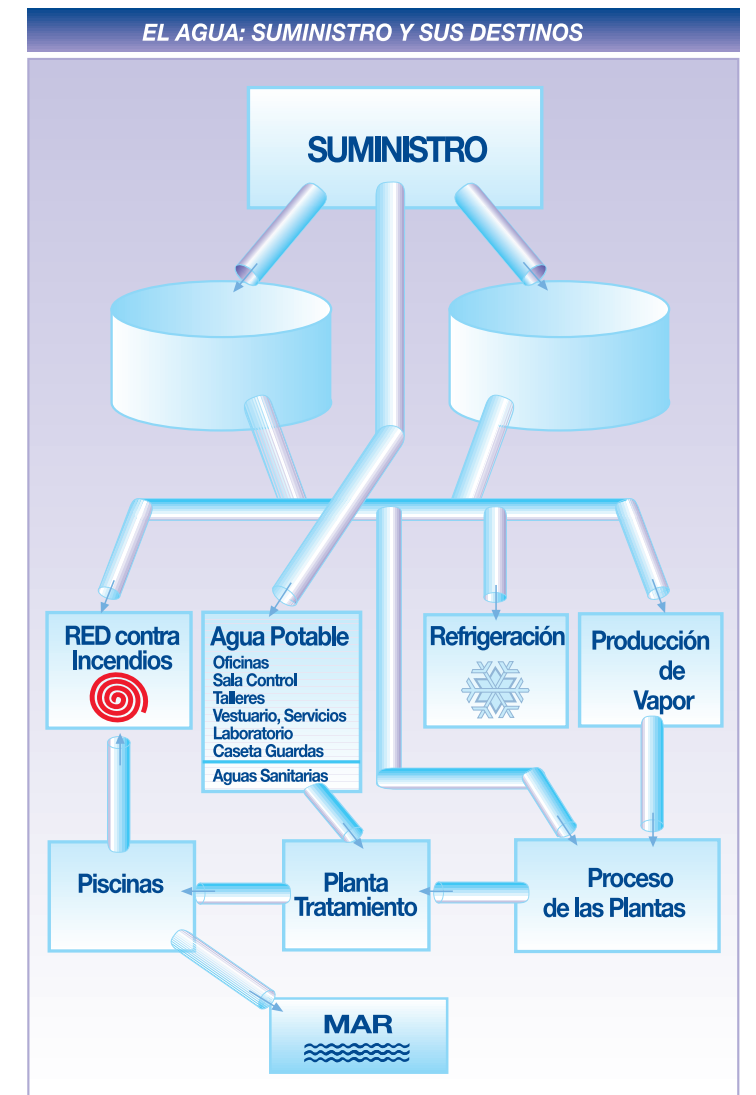 EL AGUA: SUMINISTRO Y SUS DESTINOS
SUMINISTRO
RED contra
Incendios
Agua Potable
Oficinas
Sala Control
Talleres
Vestuario, Servicios
Laboratorio
Caseta Guardas
Aguas Sanitarias
Refrigeración
Producción
de
Vapor
Piscinas
Planta
Tratamiento
Proceso
de las Plantas
MAR